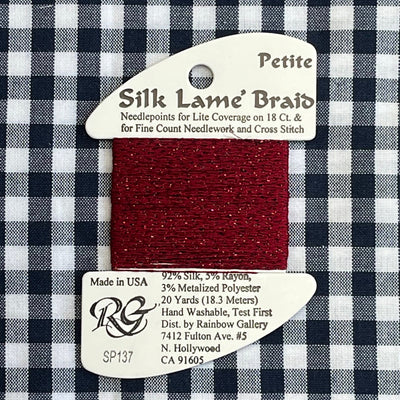 Petite
Silk Lamé Braid
Needlepoints for Lite Coverage on 18 Ct. &
for Fine Count Needlework and Cross Stitch
Made in USA
RG
SP137
92% Silk, 5% Rayon,
3% Metalized Polyester
20 Yards (18.3 Meters)
Hand Washable, Test First
Dist. by Rainbow Gallery
7412 Fulton Ave. #5
N. Hollywood
CA 91605